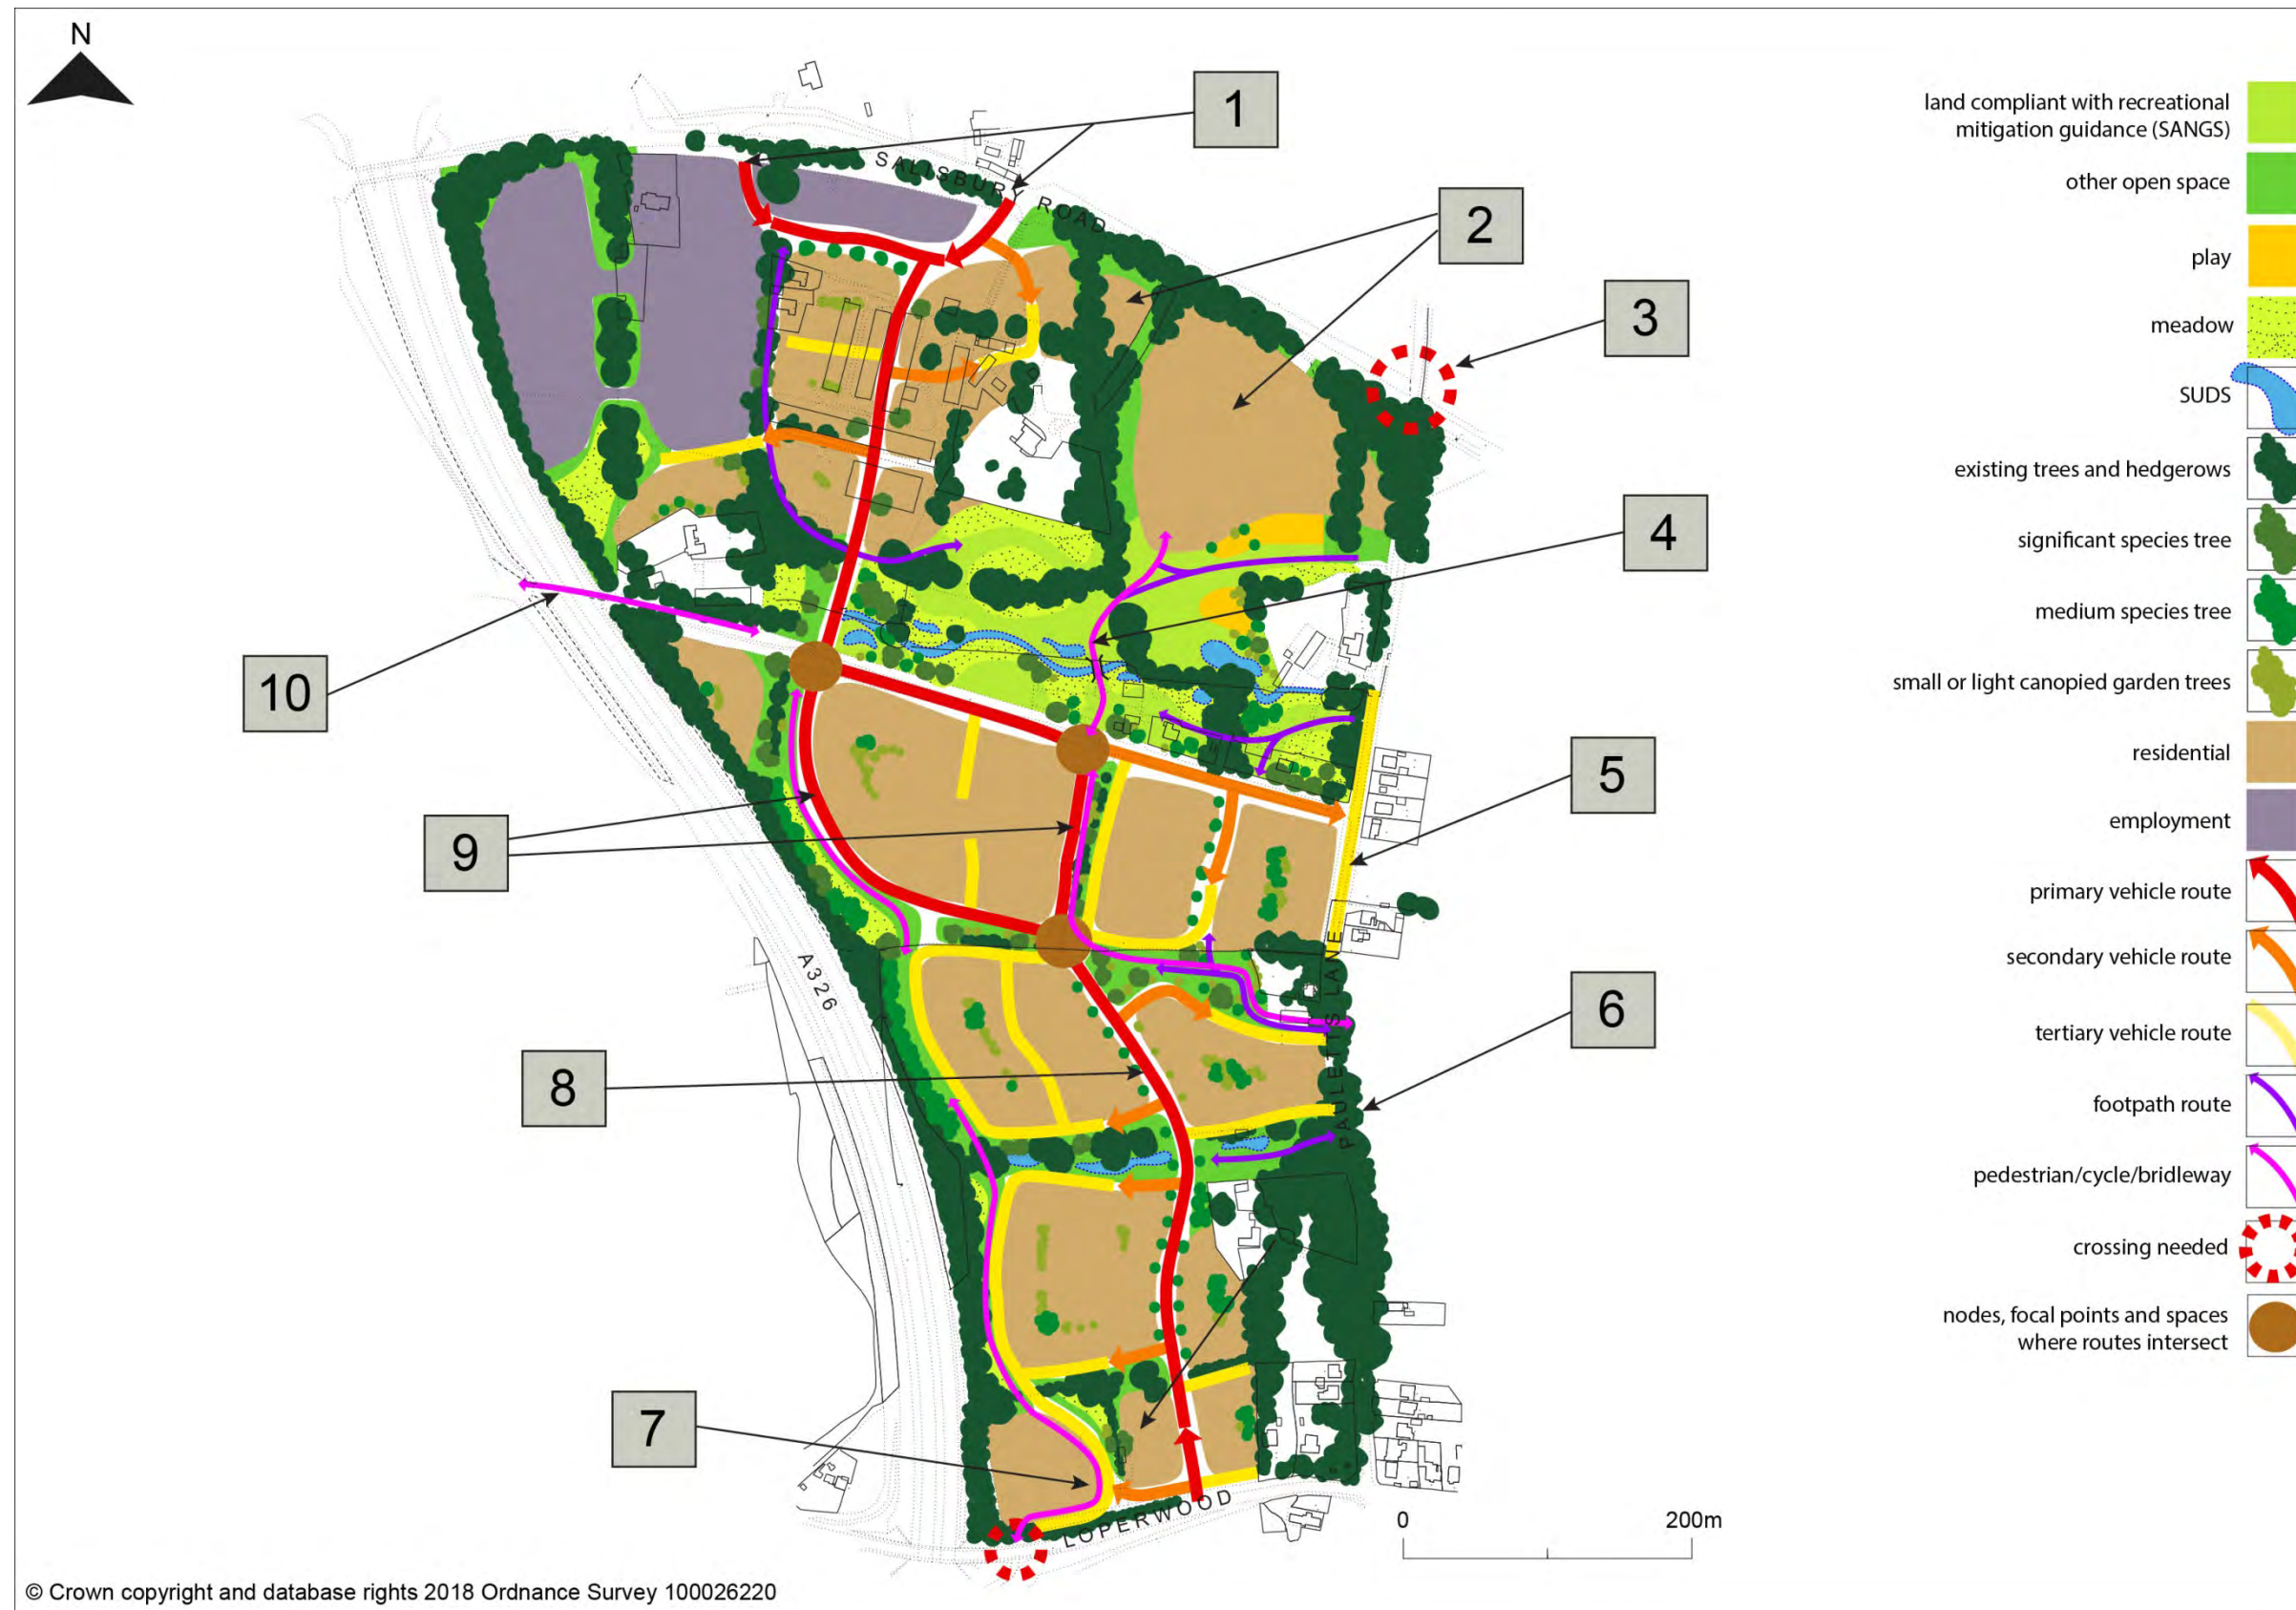 N
1
2
3
4
5
6
7
8
9
10
SALISBURY ROAD
A326
PAULETTS LANE
LOPERWOOD
0
200m
land compliant with recreational
mitigation guidance (SANGS)
other open space
play
meadow
SUDS
existing trees and hedgerows
significant species tree
medium species tree
small or light canopied garden trees
residential
employment
primary vehicle route
secondary vehicle route
tertiary vehicle route
footpath route
pedestrian/cycle/bridleway
crossing needed
nodes, focal points and spaces
where routes intersect
© Crown copyright and database rights 2018 Ordnance Survey 100026220